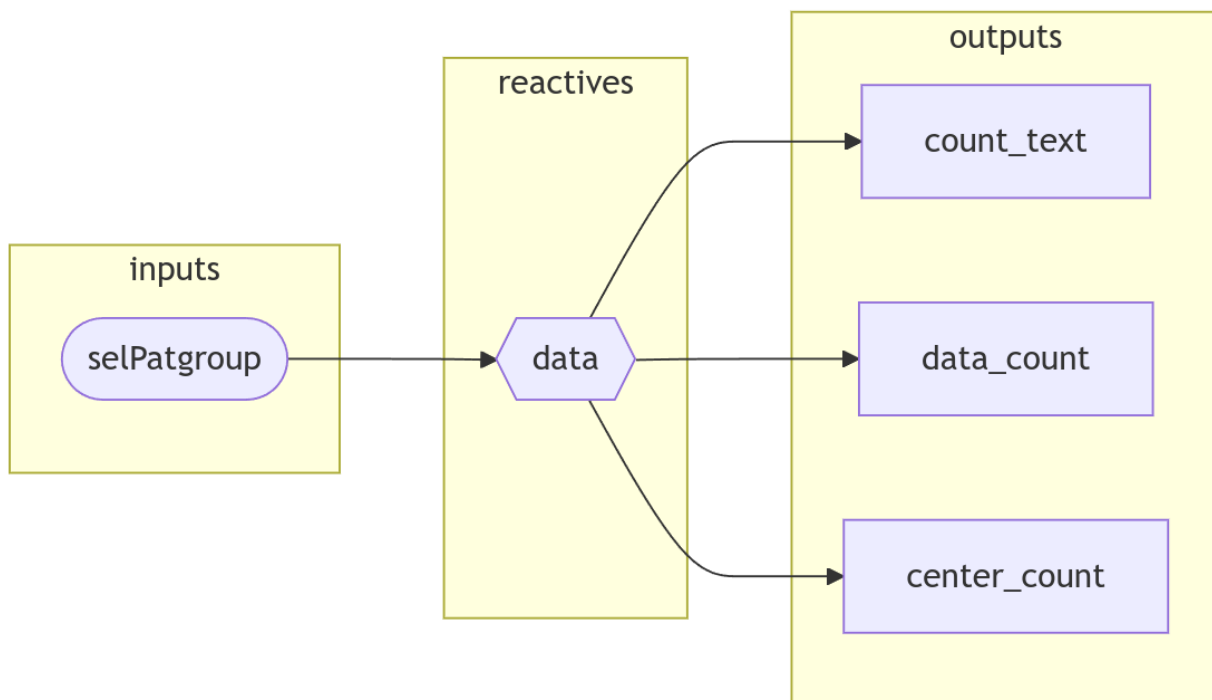 inputs
selPatgroup
reactives
data
outputs
count_text
data_count
center_count